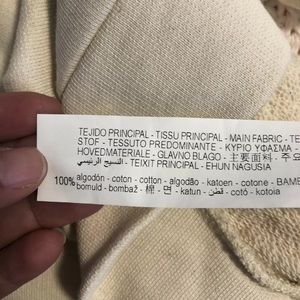 TEJIDO PRINCIPAL - TISSU PRINCIPAL - MAIN FABRIC - TE
STOF - TESSUTO PREDOMINANTE - ΚΥΡΙΟ ΥΦΑΣΜΑ -
HOVEDMATERIALE - GLAVNO BLAGO - 主要面料 - 주요
النسيج الرئيسي - TEIXIT PRINCIPAL - EHUN NAGUSIA
100% algodón - coton - cotton - algodão - katoen - cotone - ΒΑΜΒ
bomuld - bombaž - 棉 - 면 - katun - قطن - cotó - kotoia